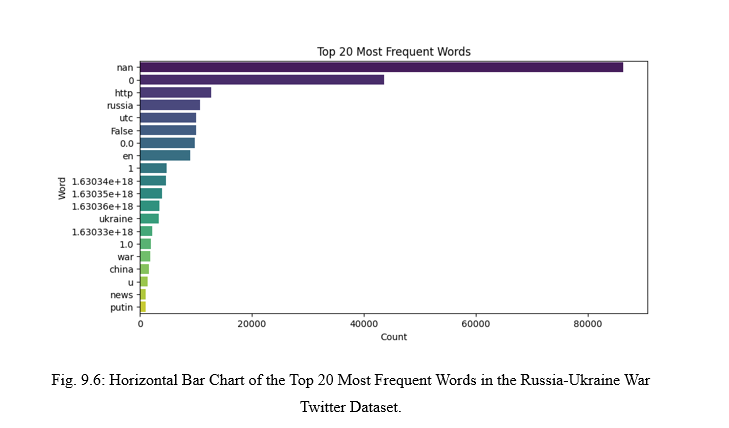 Top 20 Most Frequent Words
nan
0
http
russia
utc
False
0.0
en
1
1.63034e+18
1.63035e+18
1.63036e+18
ukraine
1.63033e+18
1.0
war
china
u
news
putin
Word
0 20000 40000 60000 80000
Count
Fig. 9.6: Horizontal Bar Chart of the Top 20 Most Frequent Words in the Russia-Ukraine War
Twitter Dataset.